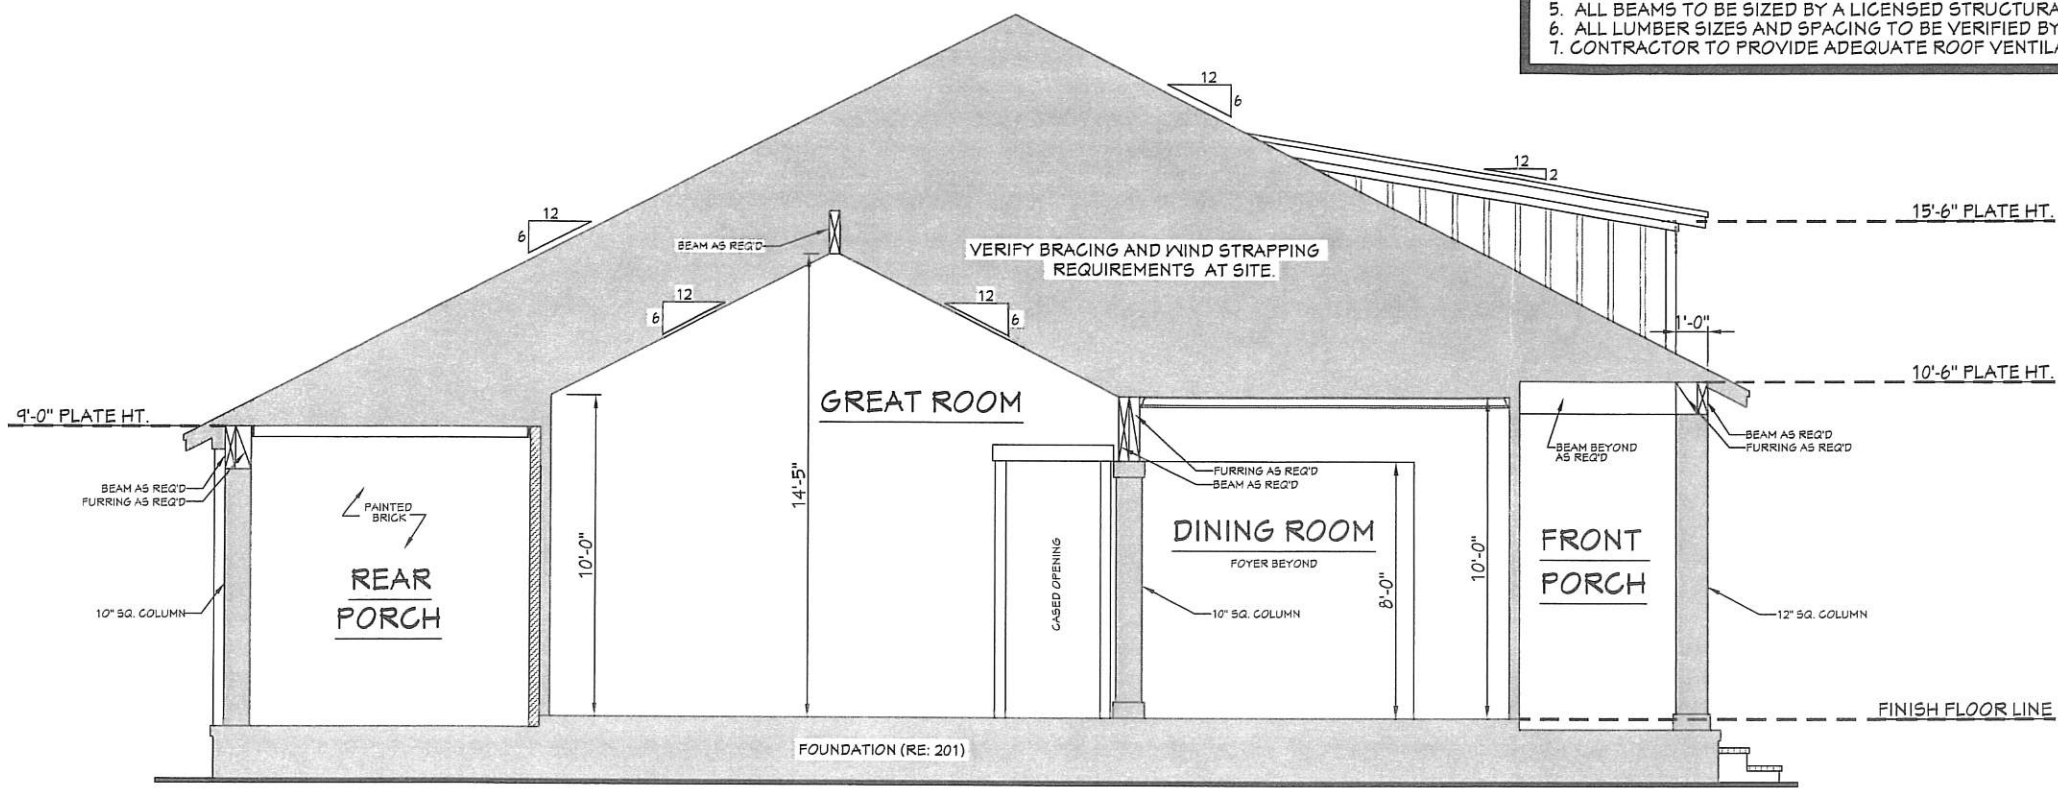 5. ALL BEAMS TO BE SIZED BY A LICENSED STRUCTURA
6. ALL LUMBER SIZES AND SPACING TO BE VERIFIED BY
7. CONTRACTOR TO PROVIDE ADEQUATE ROOF VENTILA
12
6
12
2
12
6
15'-6" PLATE HT.
BEAM AS REQ'D
VERIFY BRACING AND WIND STRAPPING
REQUIREMENTS AT SITE.
12
6
12
6
1'-0"
10'-6" PLATE HT.
9'-0" PLATE HT.
GREAT ROOM
BEAM AS REQ'D
FURRING AS REQ'D
BEAM BEYOND
AS REQ'D
FURRING AS REQ'D
BEAM AS REQ'D
BEAM AS REQ'D
FURRING AS REQ'D
14'-5"
PAINTED
BRICK
10'-0"
DINING ROOM
FOYER BEYOND
FRONT
PORCH
REAR
PORCH
CASED OPENING
8'-0"
10'-0"
10" SQ. COLUMN
10" SQ. COLUMN
12" SQ. COLUMN
FINISH FLOOR LINE
FOUNDATION (RE: 201)